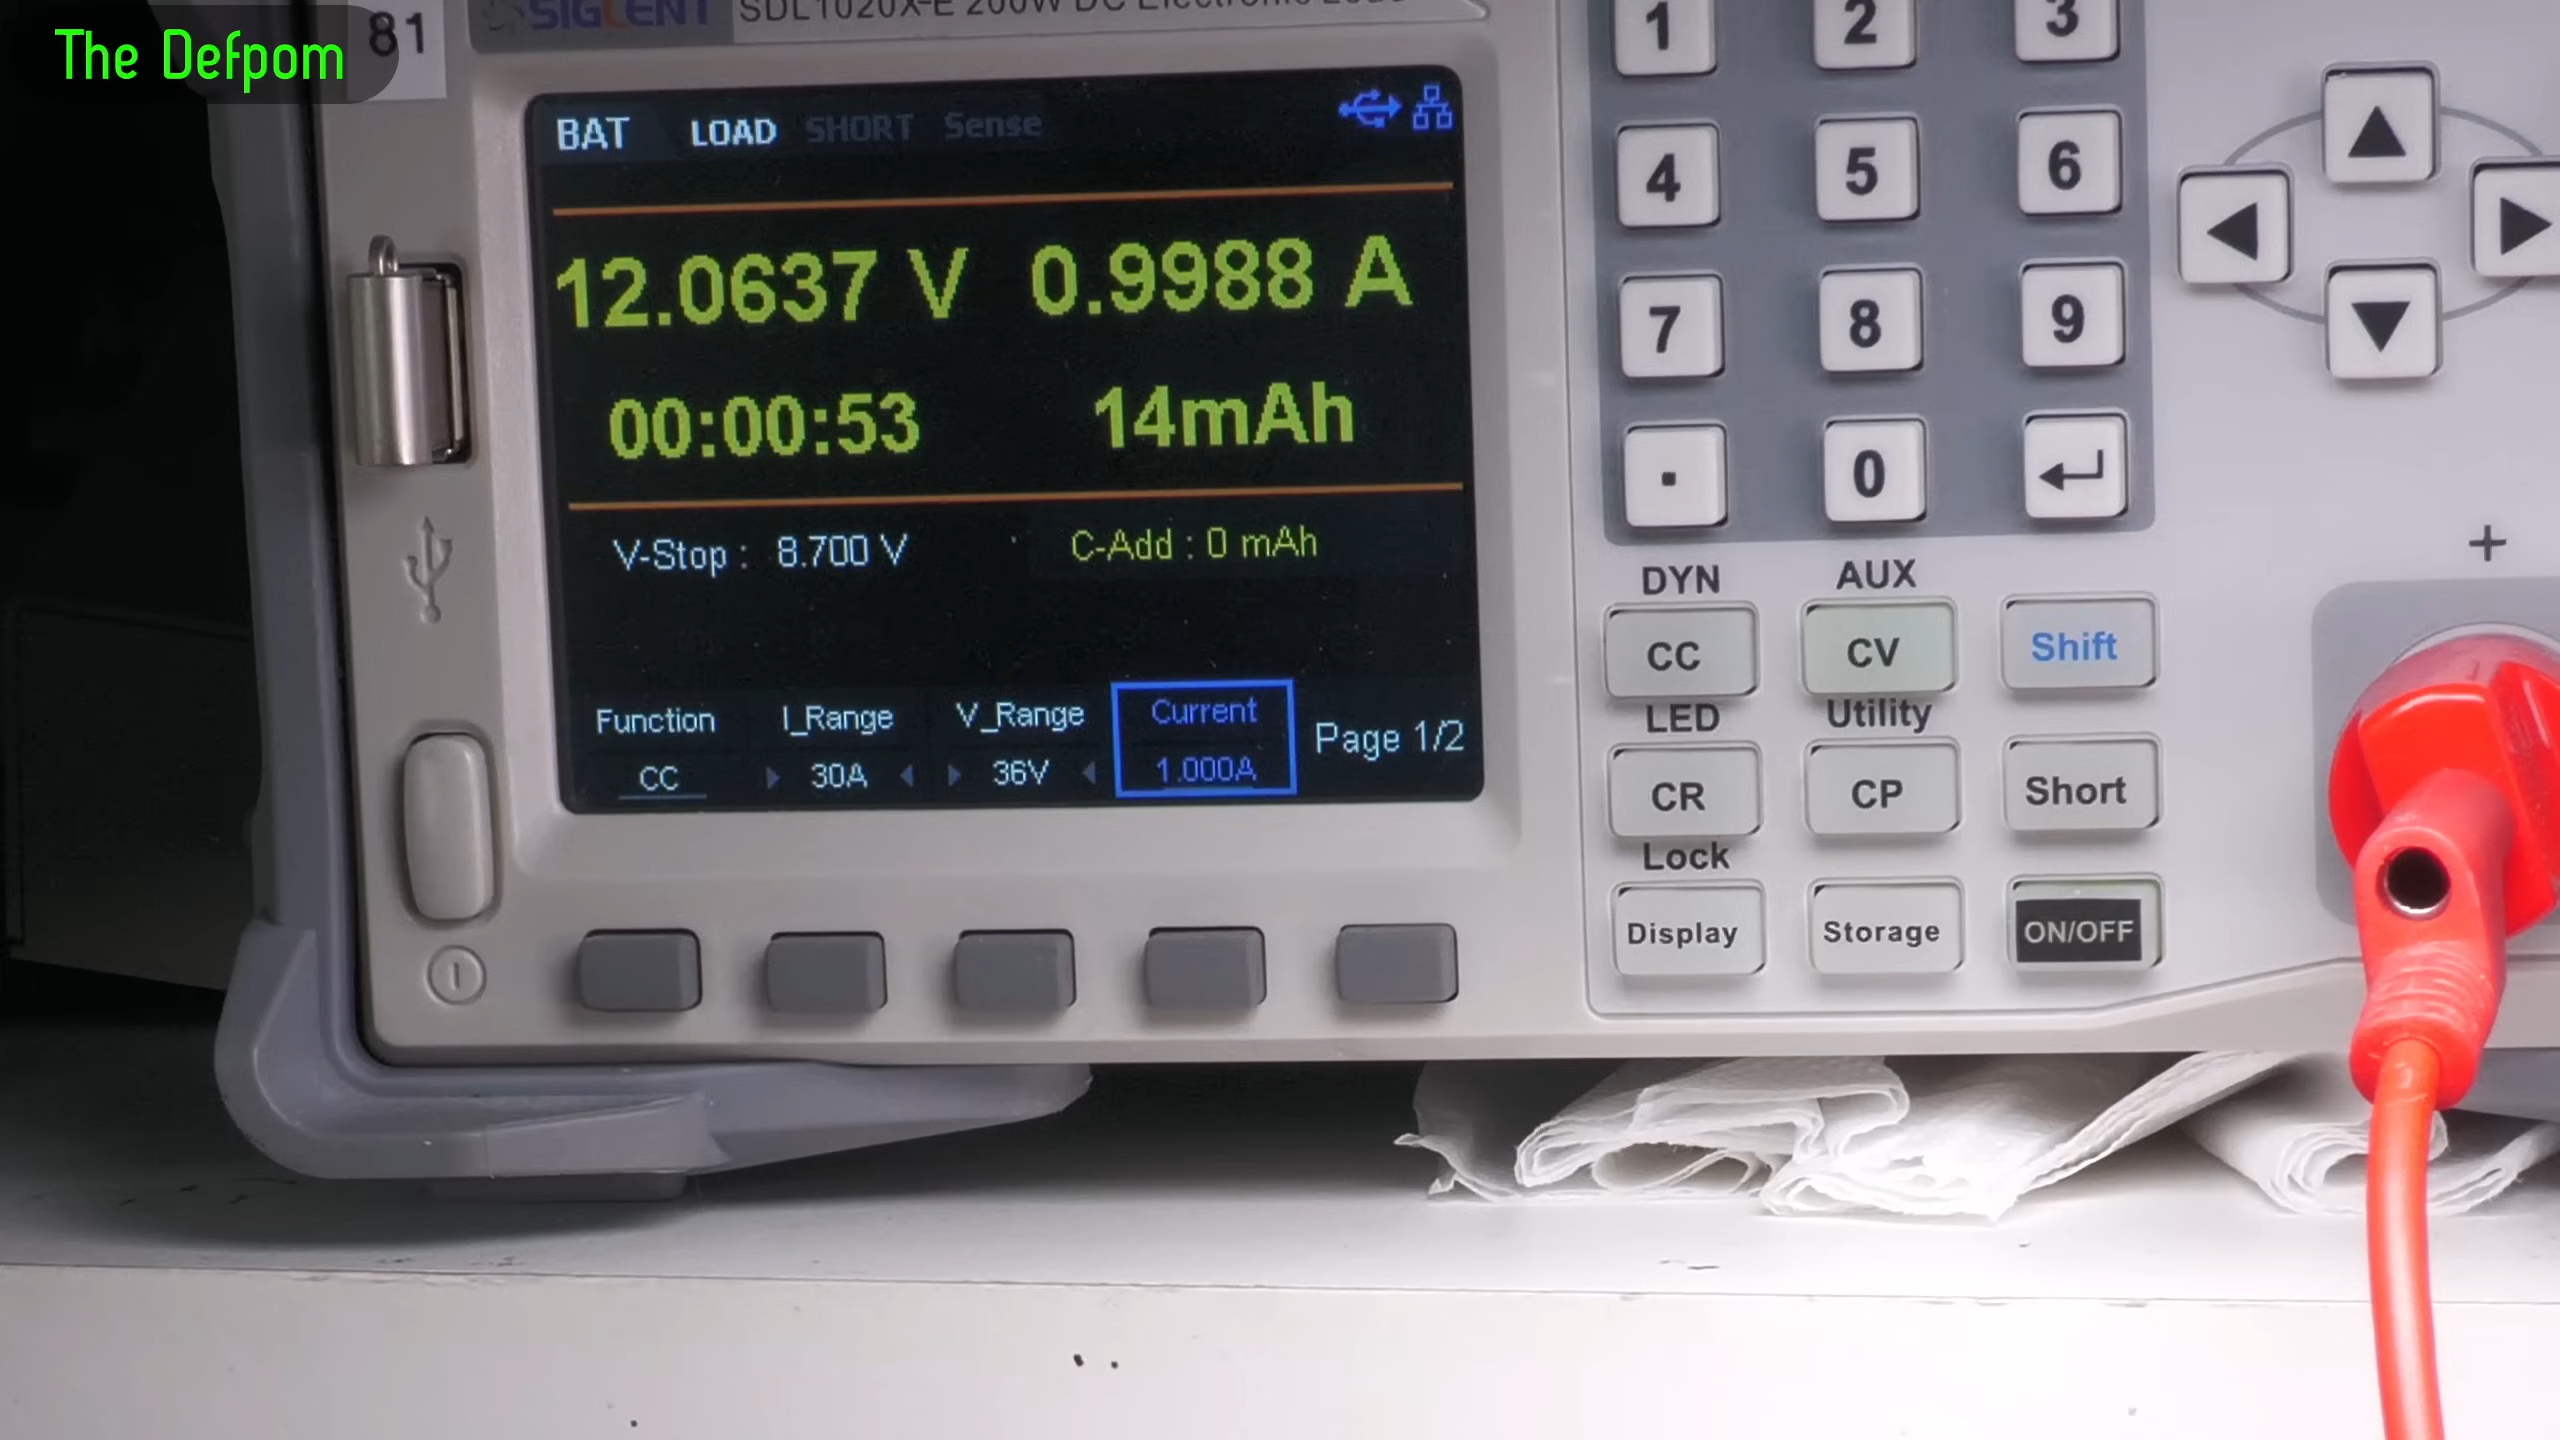 The Defpom
81
SIGLENT SDL1020X-E 200W DC Electronic Load
BAT LOAD SHORT Sense
12.0637 V 0.9988 A
00:00:53 14mAh
V-Stop : 8.700 V C-Add : 0 mAh
Function I_Range V_Range Current
CC 30A 36V 1.000A
Page 1/2
1 2 3
4 5 6
7 8 9
. 0
+
DYN AUX
CC CV Shift
LED Utility
CR CP Short
Lock
Display Storage ON/OFF